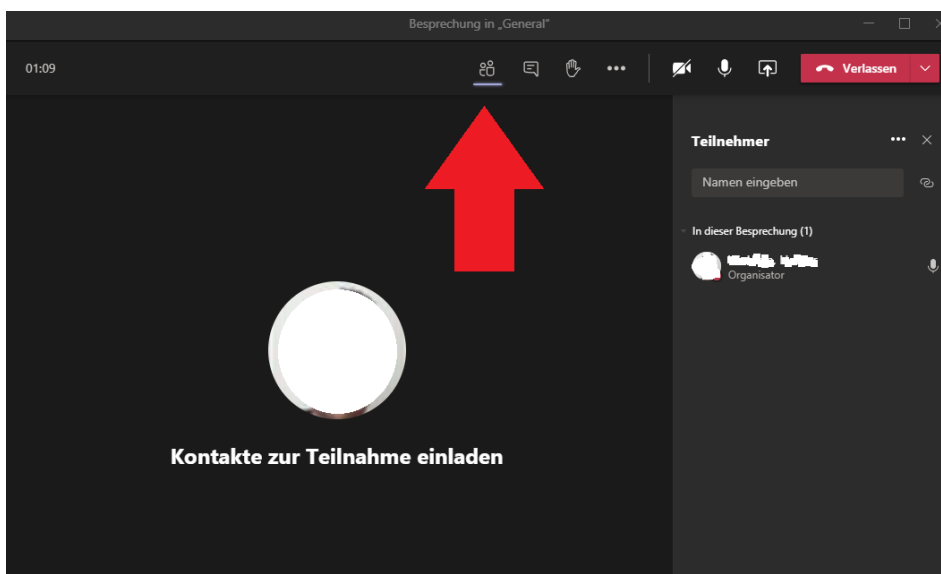 Besprechung in „General“
01:09
Verlassen
Teilnehmer
Namen eingeben
In dieser Besprechung (1)
Organisator
Kontakte zur Teilnahme einladen